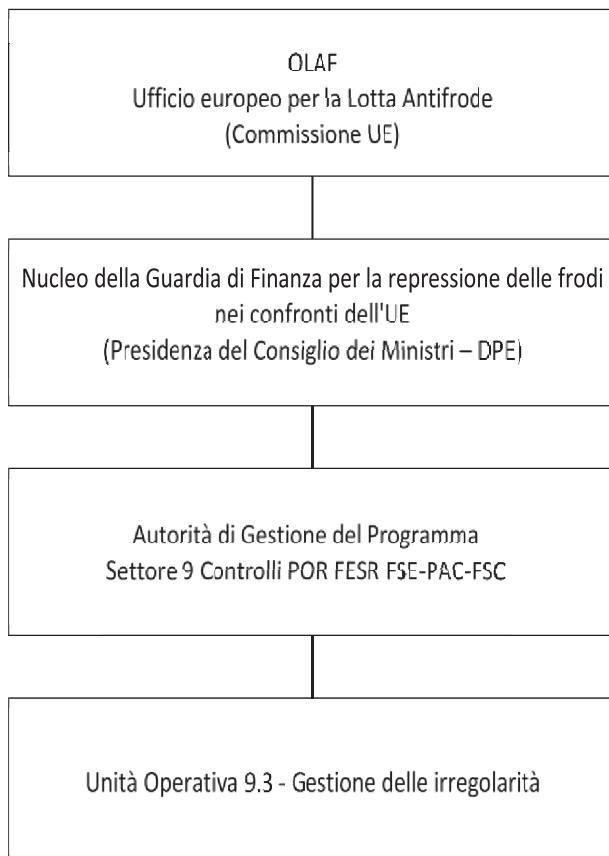 OLAF
Ufficio europeo per la Lotta Antifrode
(Commissione UE)
Nucleo della Guardia di Finanza per la repressione delle frodi
nei confronti dell'UE
(Presidenza del Consiglio dei Ministri – DPE)
Autorità di Gestione del Programma
Settore 9 Controlli POR FESR FSE-PAC-FSC
Unità Operativa 9.3 - Gestione delle irregolarità